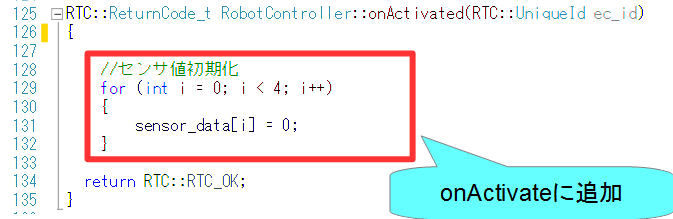 125 RTC::ReturnCode_t RobotController::onActivated(RTC::UniqueId ec_id)
126 {
127
128 //センサ値初期化
129 for (int i = 0; i < 4; i++)
130 {
131 sensor_data[i] = 0;
132 }
133
134 return RTC::RTC_OK;
135 }
onActivateに追加